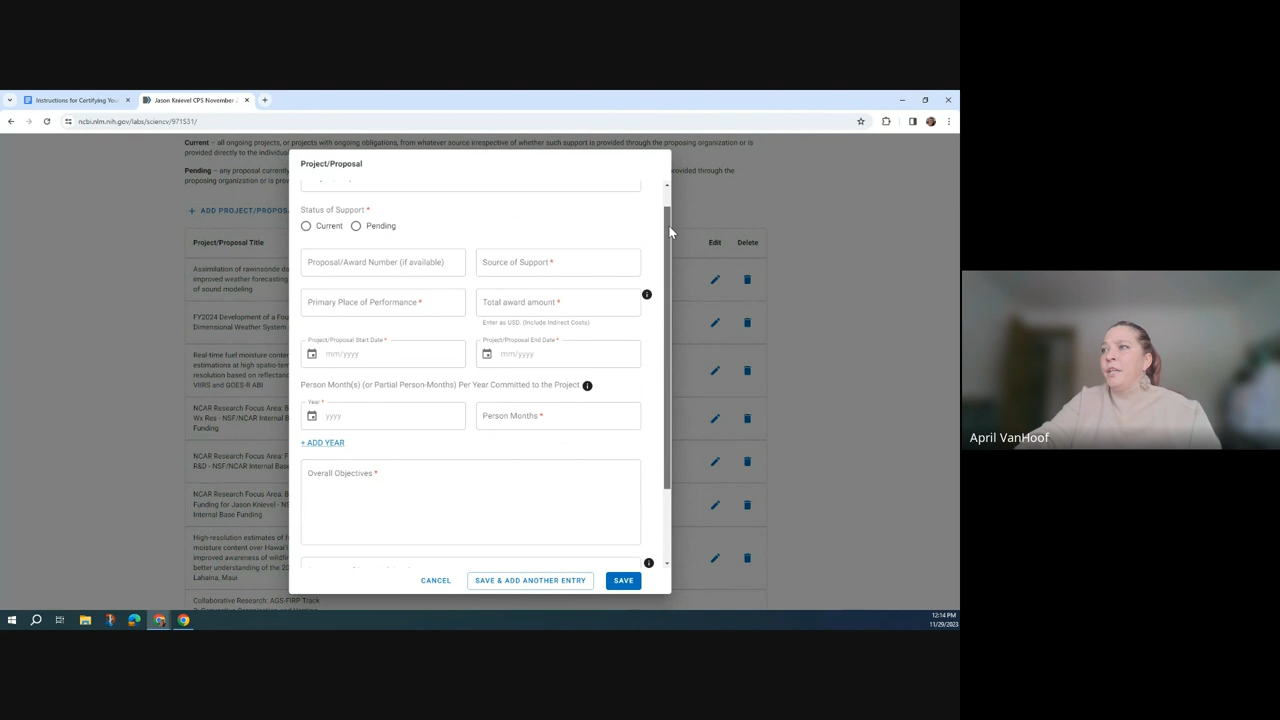 Instructions for Certifying You
Jason Knievel CPS November
ncbi.nlm.nih.gov/labs/sciencv/971531/
Current – all ongoing projects, or projects with ongoing obligations, from whatever source irrespective of whether such support is provided through the proposing organization or is
provided directly to the individua
Pending – any proposal currently
provided through the
proposing organization or is pro
+ ADD PROJECT/PROPOSA
Project/Proposal Title
Edit
Delete
Assimilation of rawinsonde da
improved weather forecasting
of sound modeling
FY2024 Development of a Fou
Dimensional Weather System
Real-time fuel moisture conten
estimations at high spatio-tem
resolution based on reflectanc
VIIRS and GOES-R ABI
NCAR Research Focus Area: B
Wx Res - NSF/NCAR Internal B
Funding
NCAR Research Focus Area: F
R&D - NSF/NCAR Internal Base
NCAR Research Focus Area: B
Funding for Jason Knievel - NS
Internal Base Funding
High-resolution estimates of f
moisture content over Hawai'i
improved awareness of wildfir
better understanding of the 20
Lahaina, Maui
Collaborative Research: AGS-FIRP Track
Project/Proposal
Status of Support *
Current
Pending
Proposal/Award Number (if available)
Source of Support *
Primary Place of Performance *
Total award amount *
Enter as USD. (Include Indirect Costs)
Project/Proposal Start Date *
mm/yyyy
Project/Proposal End Date *
mm/yyyy
Person Month(s) (or Partial Person-Months) Per Year Committed to the Project
Year *
yyyy
Person Months *
+ ADD YEAR
Overall Objectives *
CANCEL
SAVE & ADD ANOTHER ENTRY
SAVE
12:14 PM
11/29/2023
April VanHoof